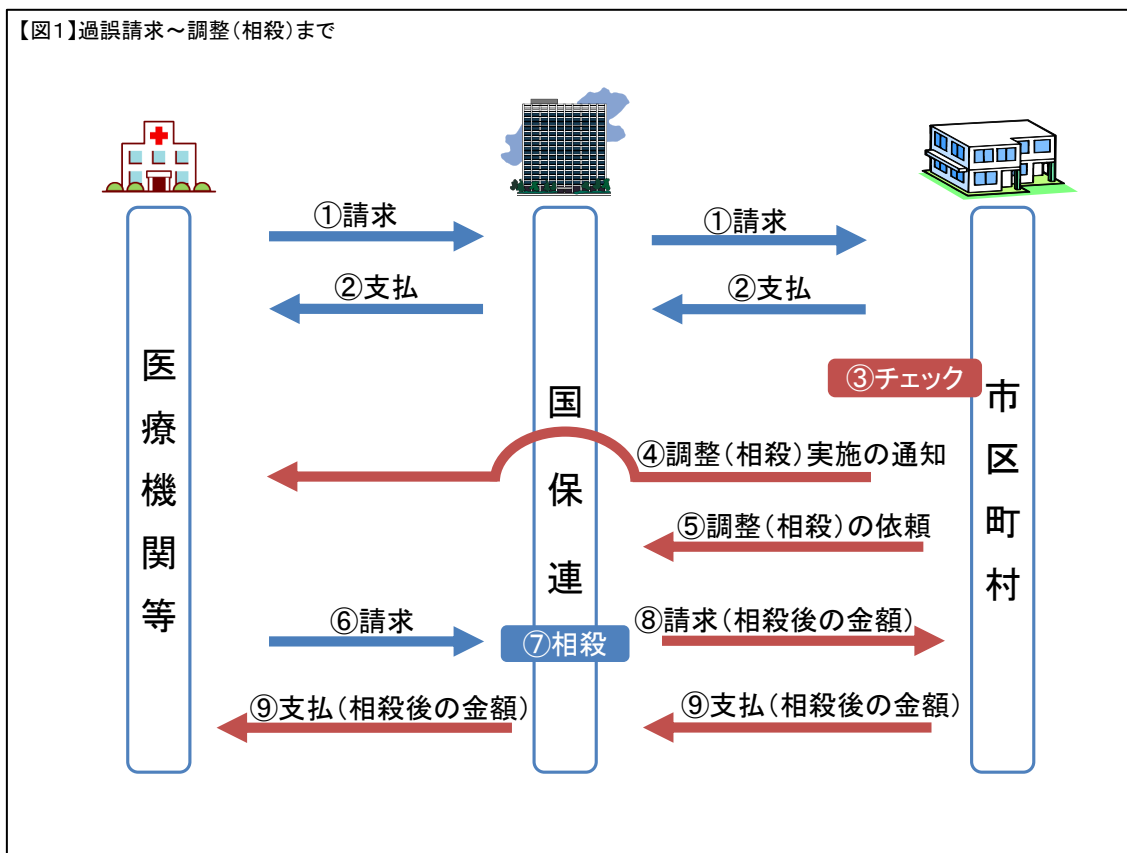 【図1】過誤請求～調整(相殺)まで
①請求
①請求
②支払
②支払
医療機関等
国保連
市区町村
③チェック
④調整(相殺)実施の通知
⑤調整(相殺)の依頼
⑥請求
⑦相殺
⑧請求(相殺後の金額)
⑨支払(相殺後の金額)
⑨支払(相殺後の金額)